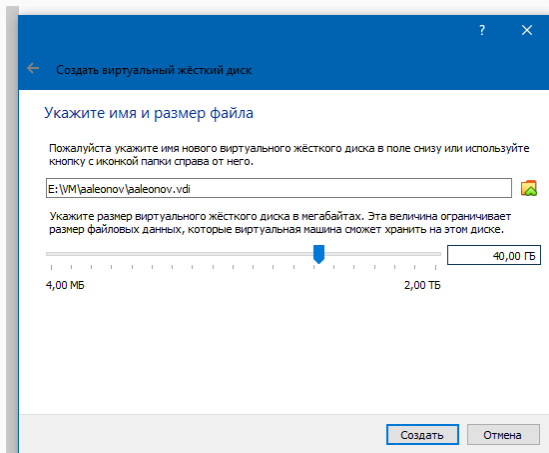 ?
Создать виртуальный жёсткий диск
Укажите имя и размер файла
Пожалуйста укажите имя нового виртуального жёсткого диска в поле снизу или используйте
кнопку с иконкой папки справа от него.
E:\VM\aaleonov\aaleonov.vdi
Укажите размер виртуального жёсткого диска в мегабайтах. Эта величина ограничивает
размер файловых данных, которые виртуальная машина сможет хранить на этом диске.
40,00 ГБ
4,00 МБ 2,00 ТБ
Создать Отмена